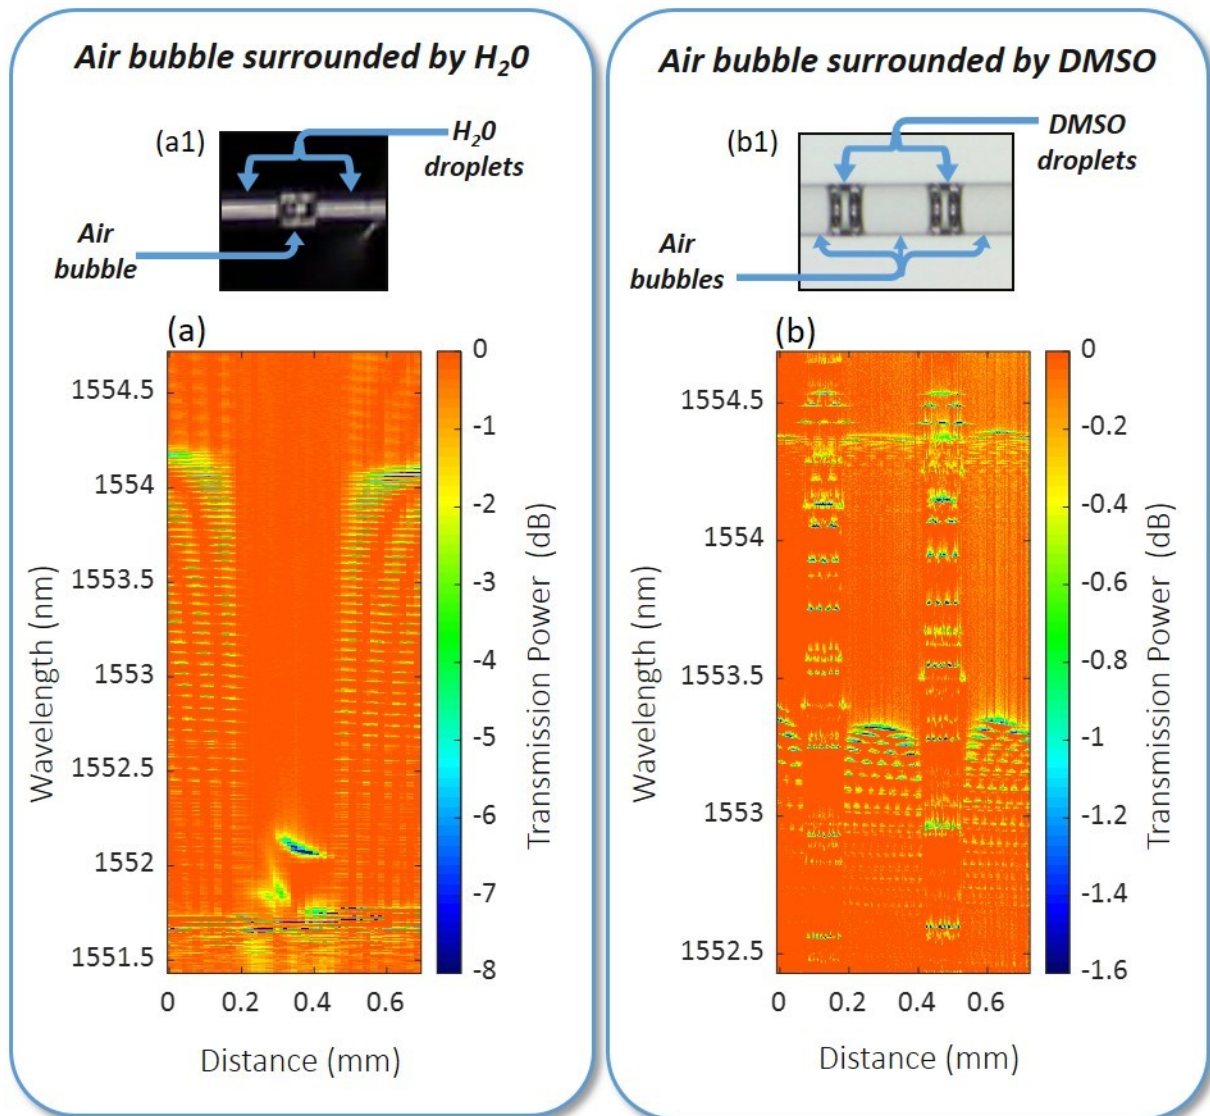 Air bubble surrounded by H20
(a1)
H20
droplets
Air
bubble
(a)
Wavelength (nm)
1554.5
1554
1553.5
1553
1552.5
1552
1551.5
0
0.2
0.4
0.6
Distance (mm)
0
-1
-2
-3
-4
-5
-6
-7
-8
Transmission Power (dB)
Air bubble surrounded by DMSO
(b1)
DMSO
droplets
Air
bubbles
(b)
Wavelength (nm)
1554.5
1554
1553.5
1553
1552.5
0
0.2
0.4
0.6
Distance (mm)
0
-0.2
-0.4
-0.6
-0.8
-1
-1.2
-1.4
-1.6
Transmission Power (dB)